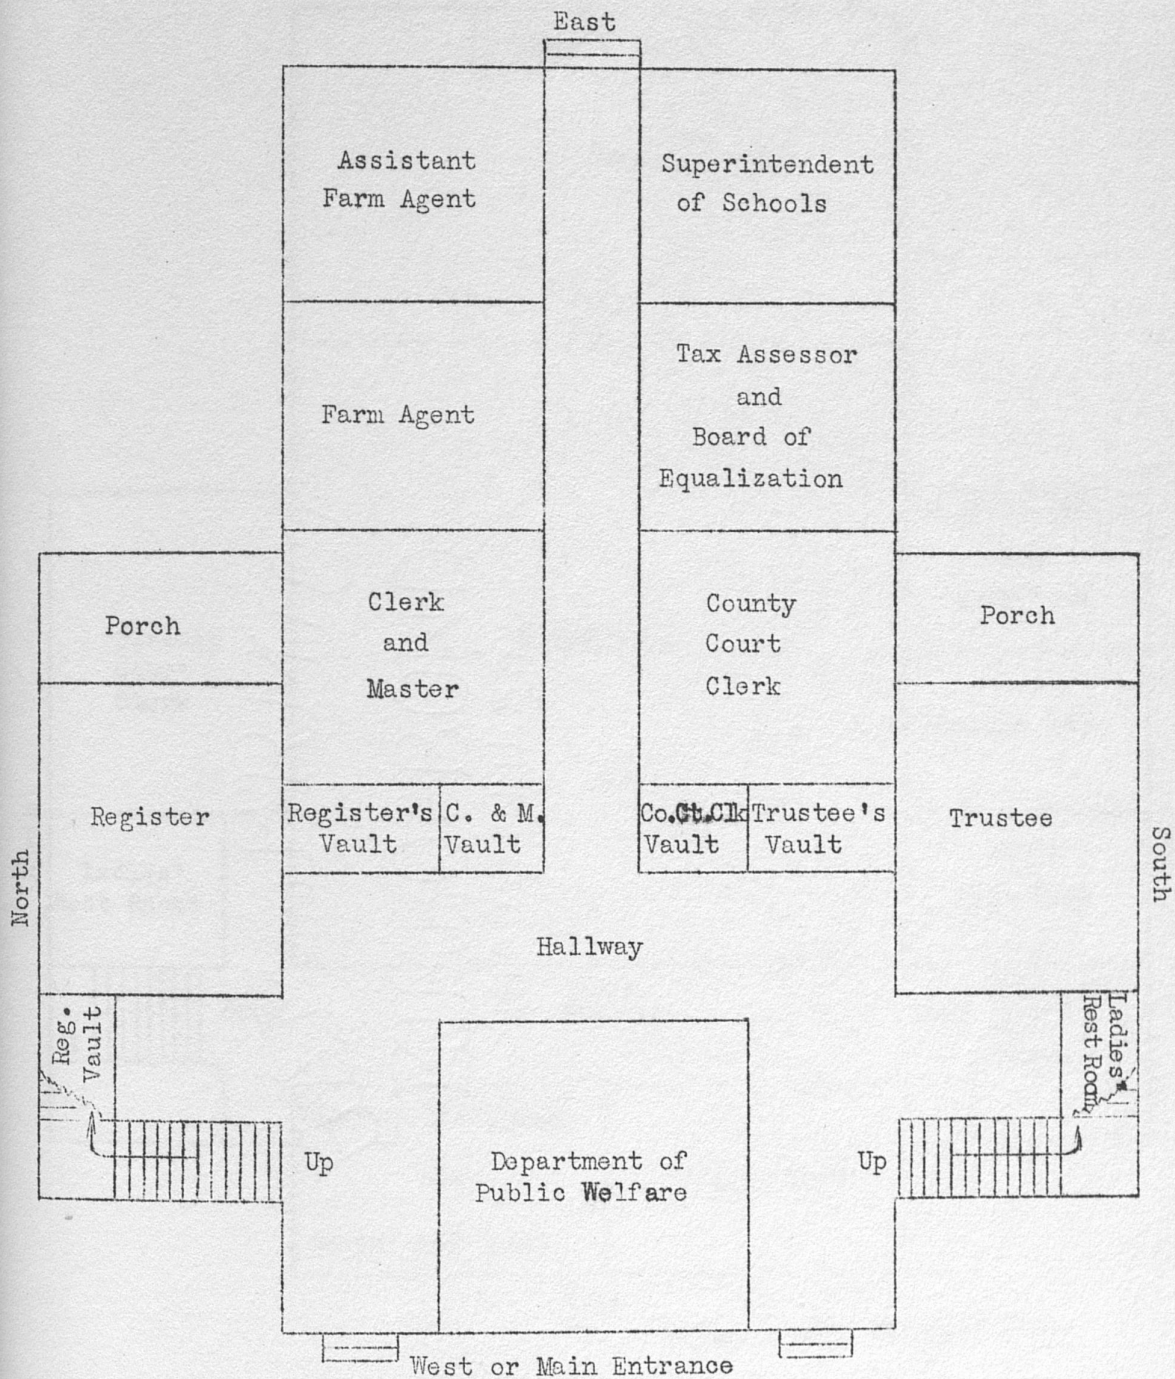 East
Assistant
Farm Agent
Superintendent
of Schools
Farm Agent
Tax Assessor
and
Board of
Equalization
Porch
Clerk
and
Master
County
Court
Clerk
Porch
Register
Register's
Vault
C. & M.
Vault
Co.Ct.Clk
Vault
Trustee's
Vault
Trustee
North
South
Hallway
Reg.
Vault
Ladies'
Rest Room
Up
Department of
Public Welfare
Up
West or Main Entrance